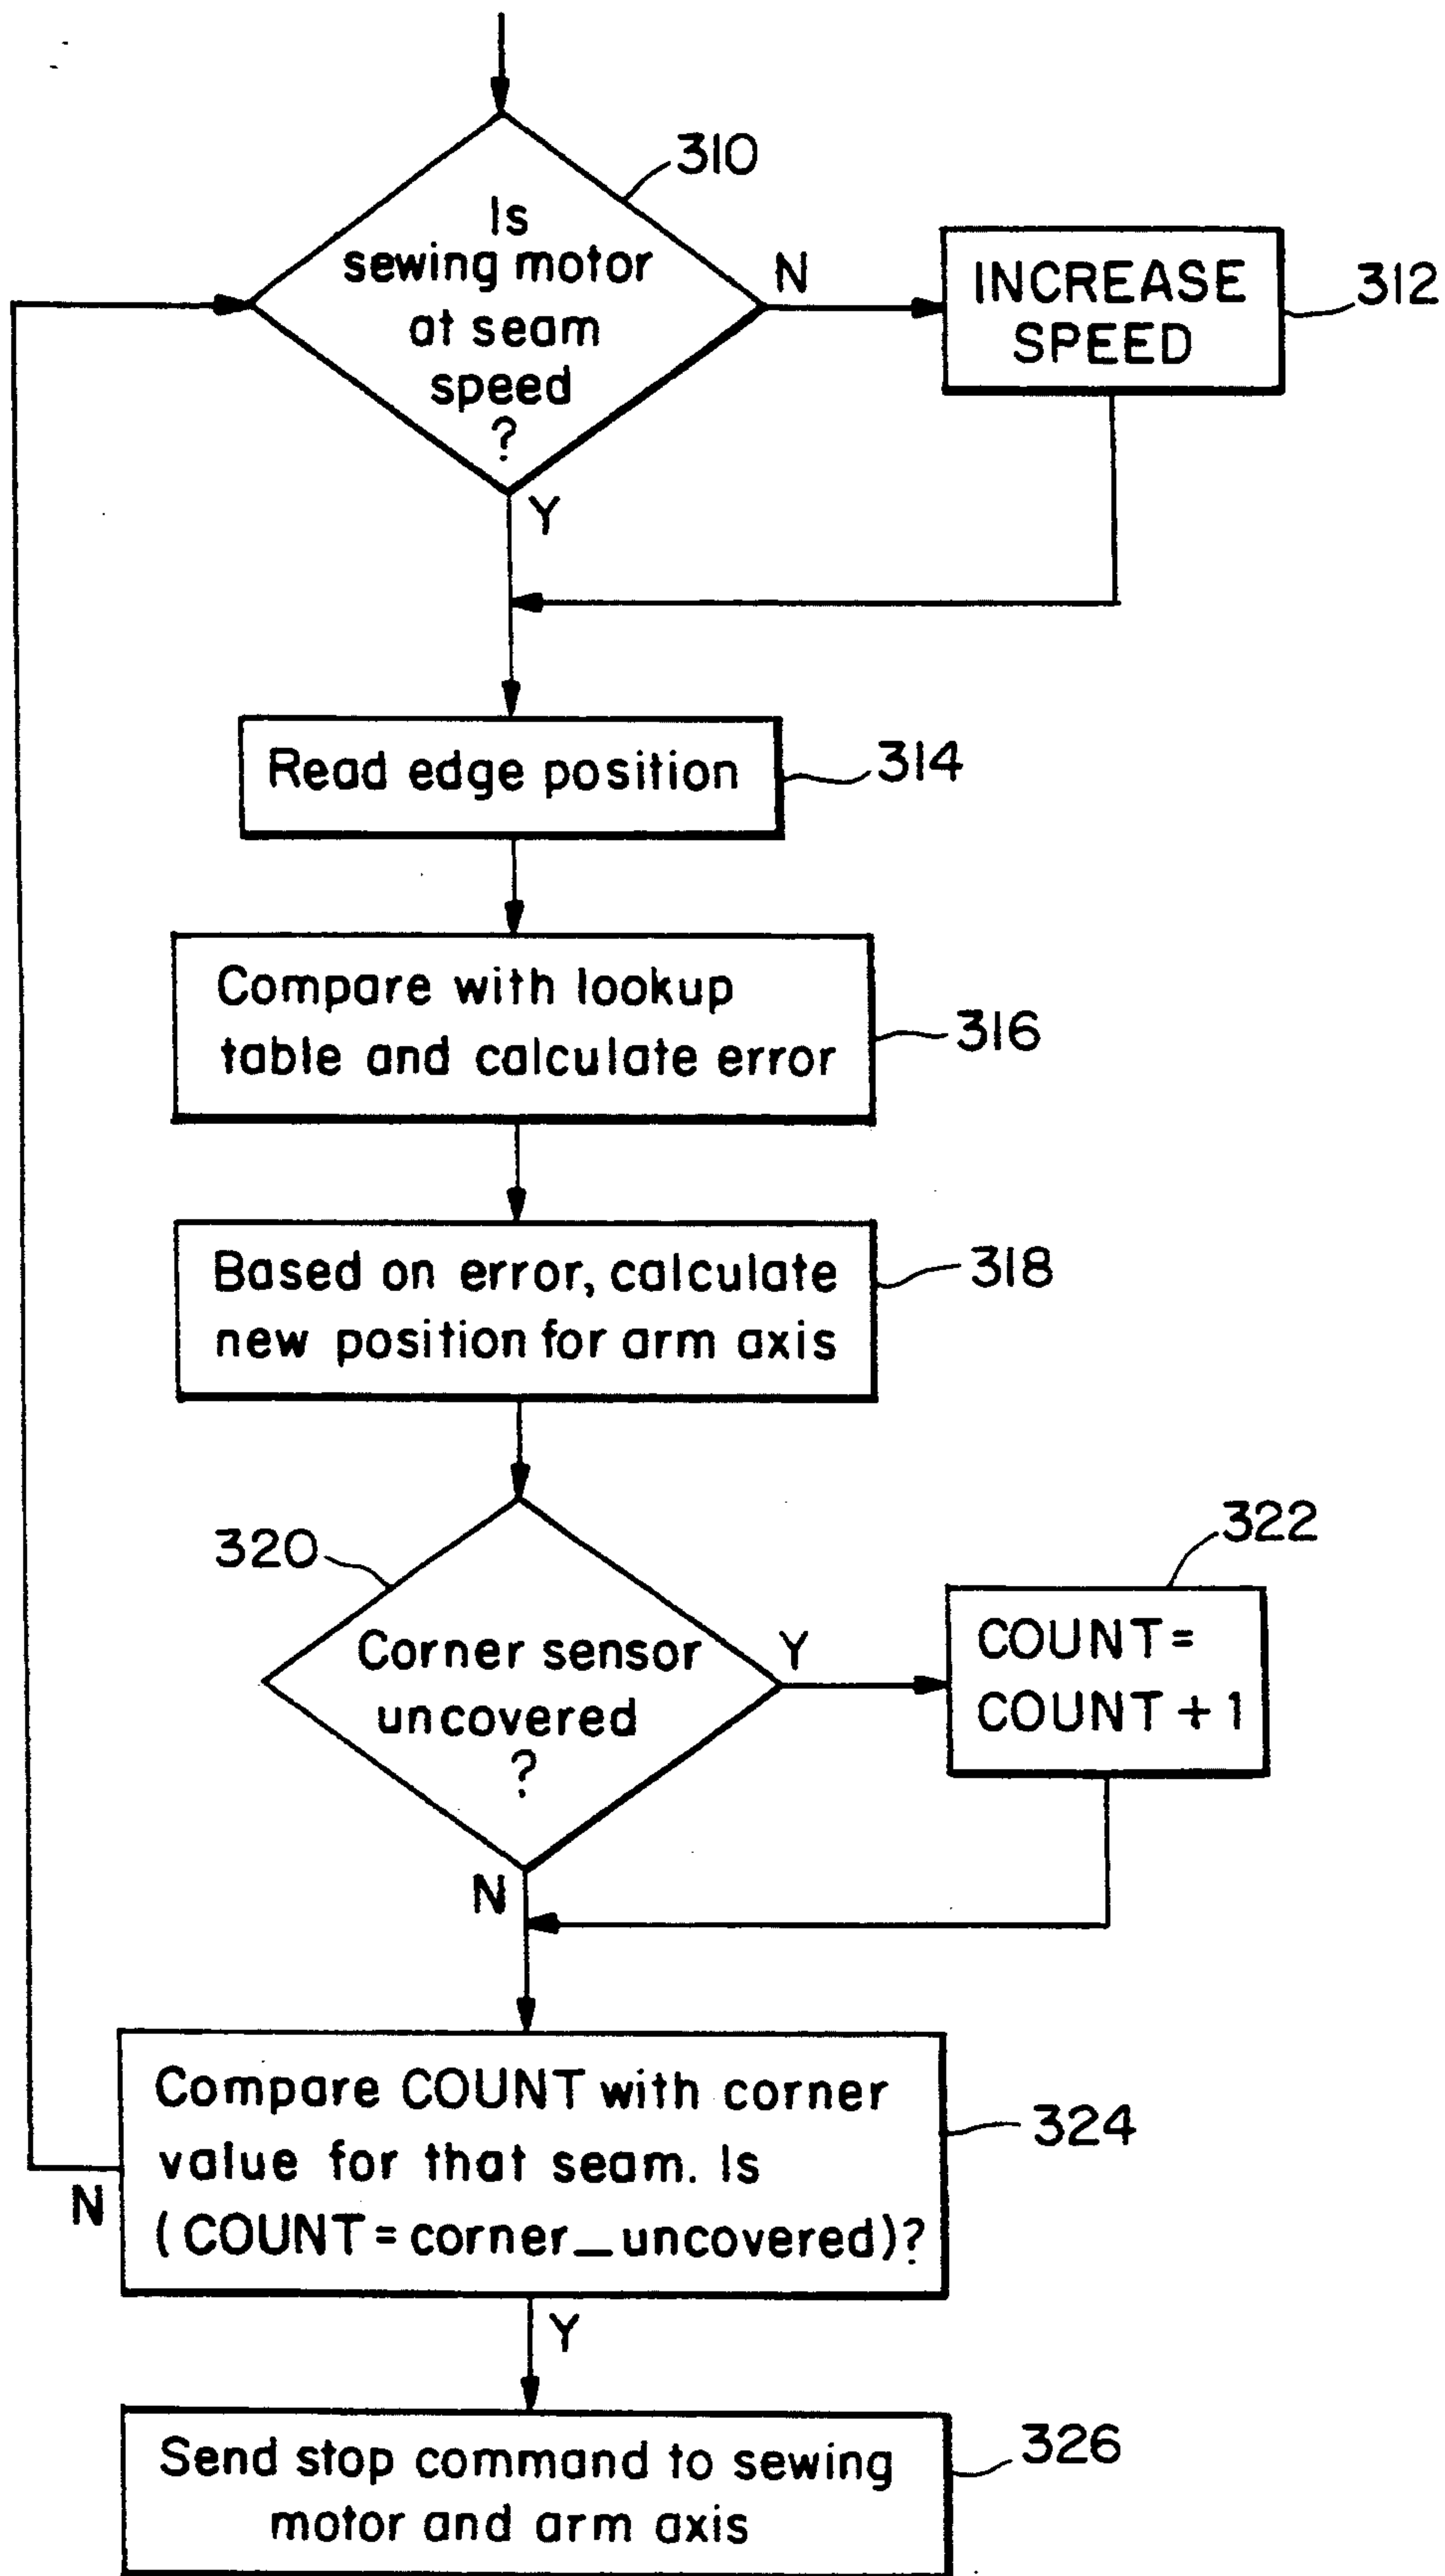 310
Is
sewing motor
at seam
speed
?
N
INCREASE
SPEED
312
Y
Read edge position
314
Compare with lookup
table and calculate error
316
Based on error, calculate
new position for arm axis
318
320
Corner sensor
uncovered
?
Y
322
COUNT=
COUNT + 1
N
Compare COUNT with corner
value for that seam. Is
(COUNT = corner_uncovered)?
324
N
Y
Send stop command to sewing
motor and arm axis
326